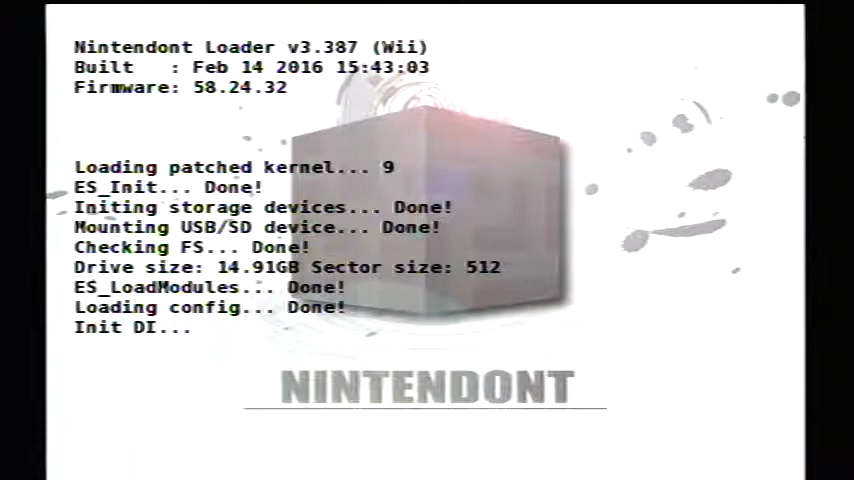 Nintendont Loader v3.387 (Wii)
Built   : Feb 14 2016 15:43:03
Firmware: 58.24.32
Loading patched kernel... 9
ES_Init... Done!
Initing storage devices... Done!
Mounting USB/SD device... Done!
Checking FS... Done!
Drive size: 14.91GB Sector size: 512
ES_LoadModules... Done!
Loading config... Done!
Init DI...
NINTENDONT